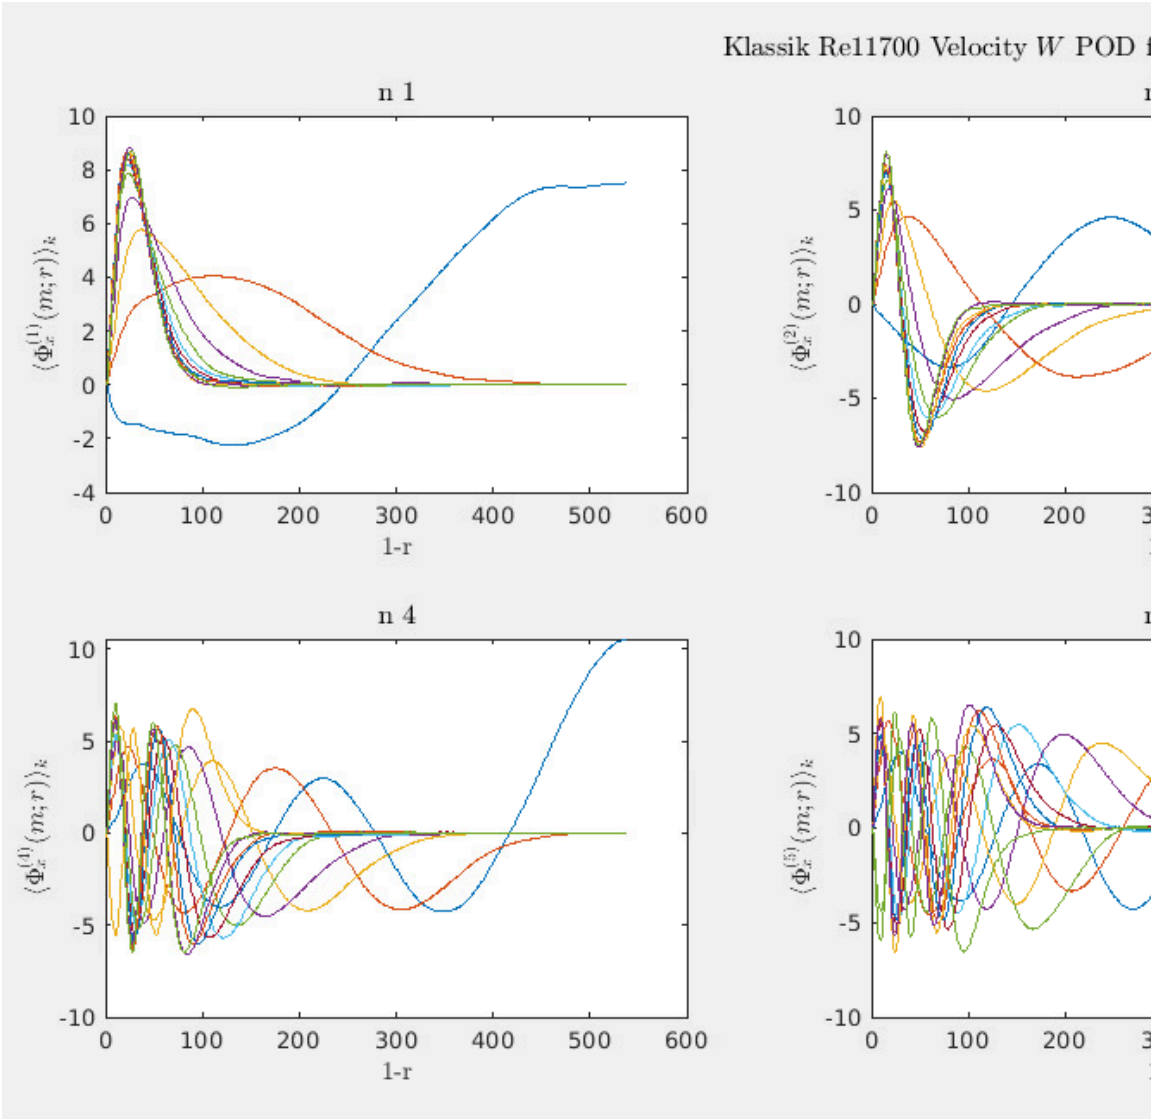 Klassik Re11700 Velocity W POD f
n 1
10
8
6
4
2
0
-2
-4
0 100 200 300 400 500 600
1-r
⟨Φ_x^{(1)}(m;r)⟩_k
10
5
0
-5
-10
0 100 200
⟨Φ_x^{(2)}(m;r)⟩_k
n 4
10
5
0
-5
-10
0 100 200 300 400 500 600
1-r
⟨Φ_x^{(4)}(m;r)⟩_k
10
5
0
-5
-10
0 100 200
⟨Φ_x^{(5)}(m;r)⟩_k